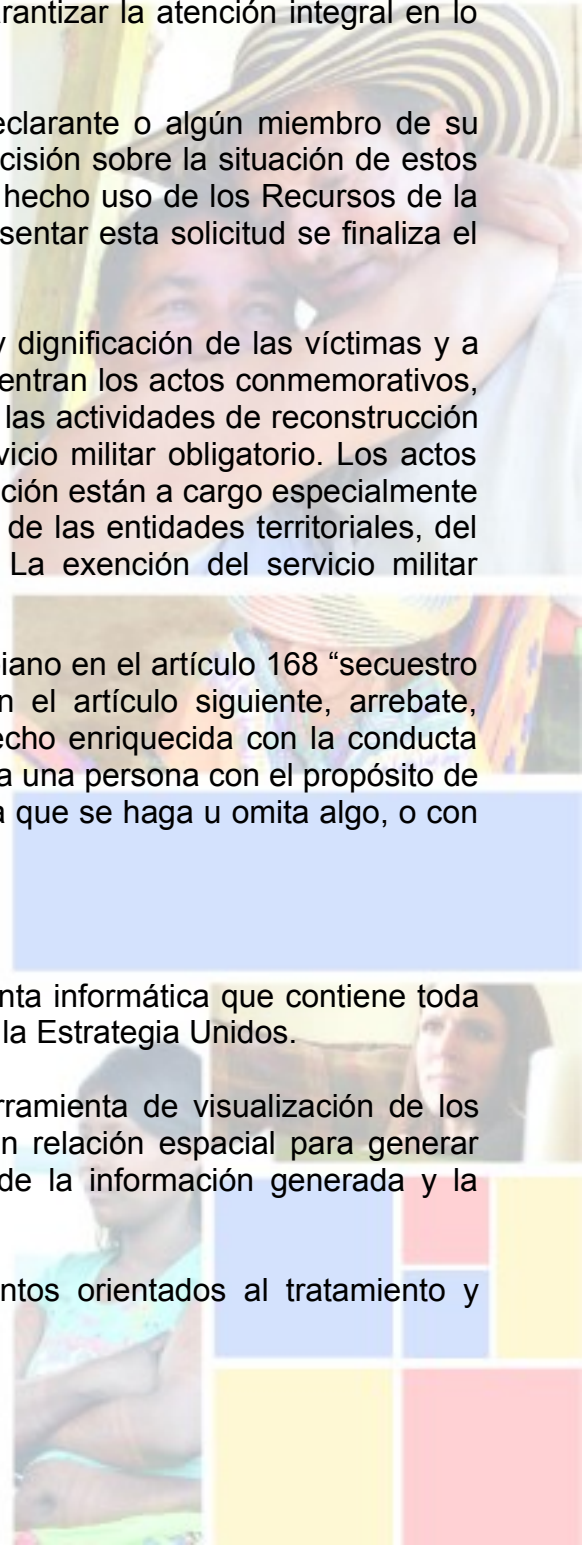 arantizar la atención integral en lo
eclarante o algún miembro de su
cisión sobre la situación de estos
hecho uso de los Recursos de la
sentar esta solicitud se finaliza el
y dignificación de las víctimas y a
entran los actos conmemorativos,
las actividades de reconstrucción
vicio militar obligatorio. Los actos
ción están a cargo especialmente
de las entidades territoriales, del
La exención del servicio militar
iano en el artículo 168 “secuestro
n el artículo siguiente, arrebate,
echo enriquecida con la conducta
a una persona con el propósito de
a que se haga u omita algo, o con
nta informática que contiene toda
la Estrategia Unidos.
rramienta de visualización de los
n relación espacial para generar
de la información generada y la
ntos orientados al tratamiento y